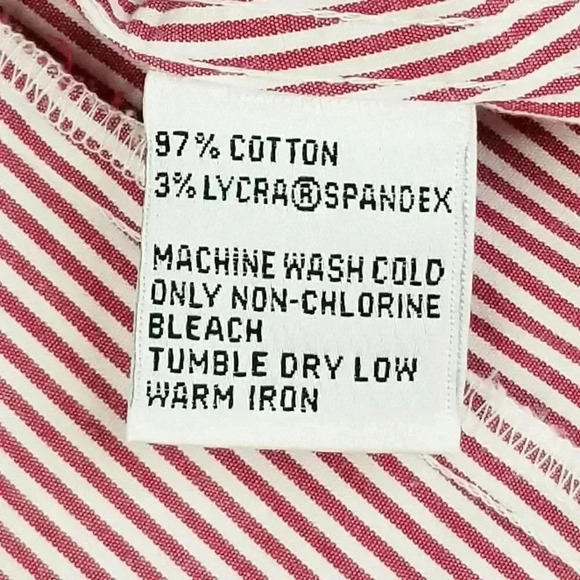 97% COTTON
3% LYCRA®SPANDEX
MACHINE WASH COLD
ONLY NON-CHLORINE
BLEACH
TUMBLE DRY LOW
WARM IRON